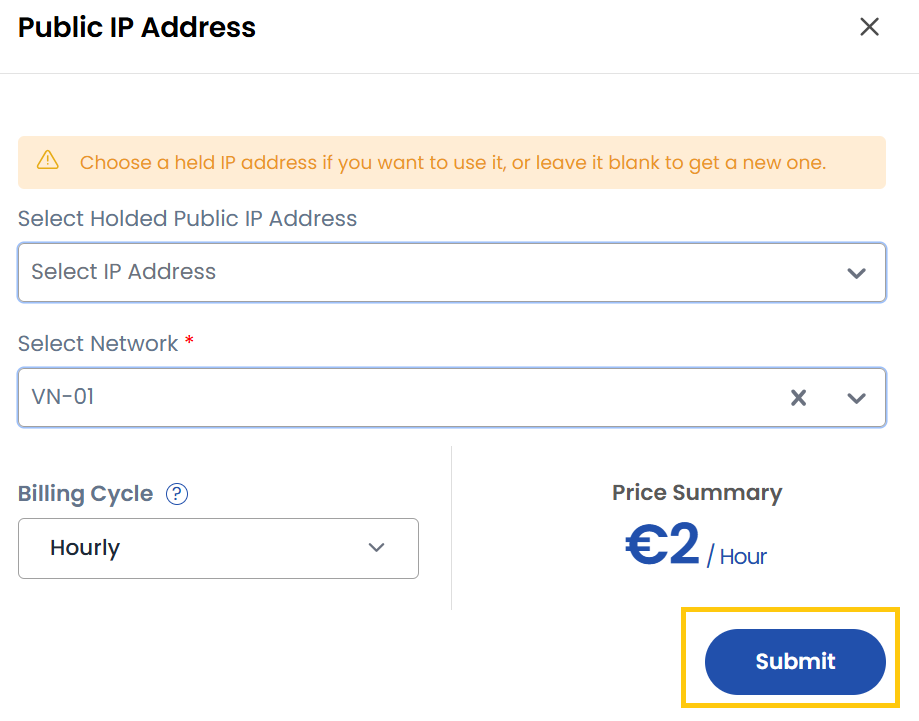 Public IP Address
Choose a held IP address if you want to use it, or leave it blank to get a new one.
Select Holded Public IP Address
Select IP Address
Select Network *
VN-01
Billing Cycle ?
Hourly
Price Summary
€2 / Hour
Submit